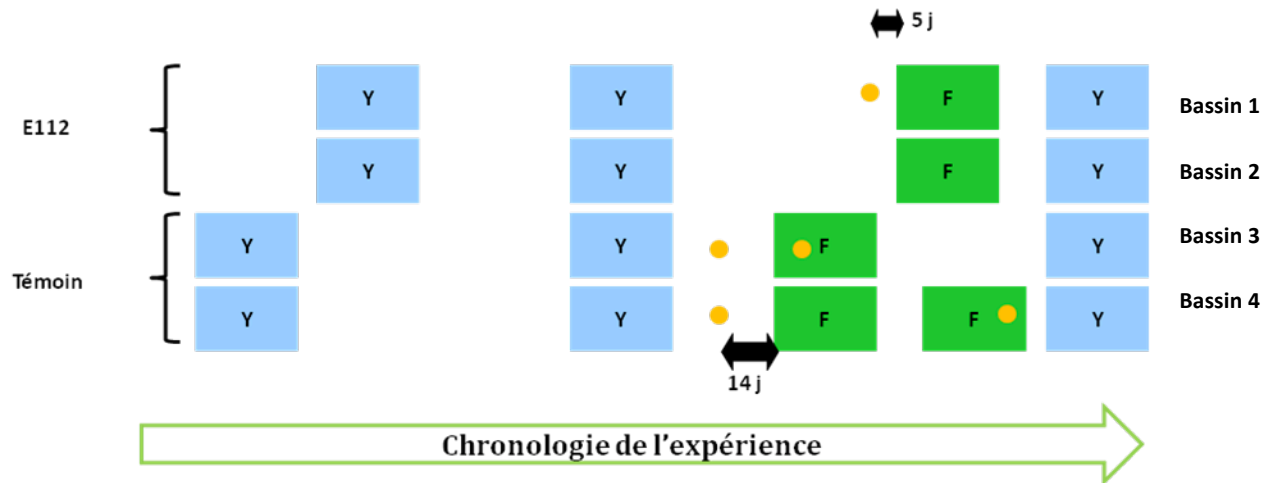 5 j
Y Y F Y Bassin 1
E112
Y Y F Y Bassin 2
Y Y F Y Bassin 3
Témoin
Y Y F F Y Bassin 4
14 j
Chronologie de l'expérience